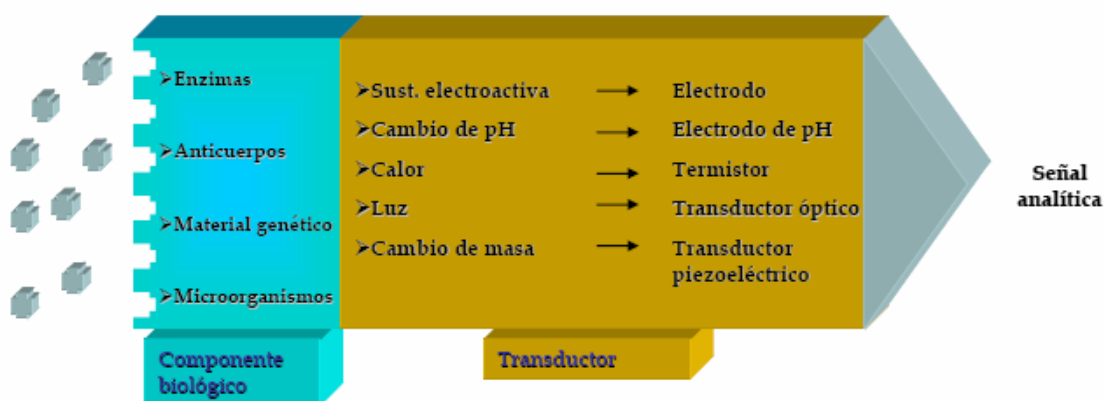 ➢Enzimas
➢Anticuerpos
➢Material genético
➢Microorganismos
➢Sust. electroactiva → Electrodo
➢Cambio de pH → Electrodo de pH
➢Calor → Termistor
➢Luz → Transductor óptico
➢Cambio de masa → Transductor
piezoeléctrico
Señal
analítica
Componente
biológico
Transductor